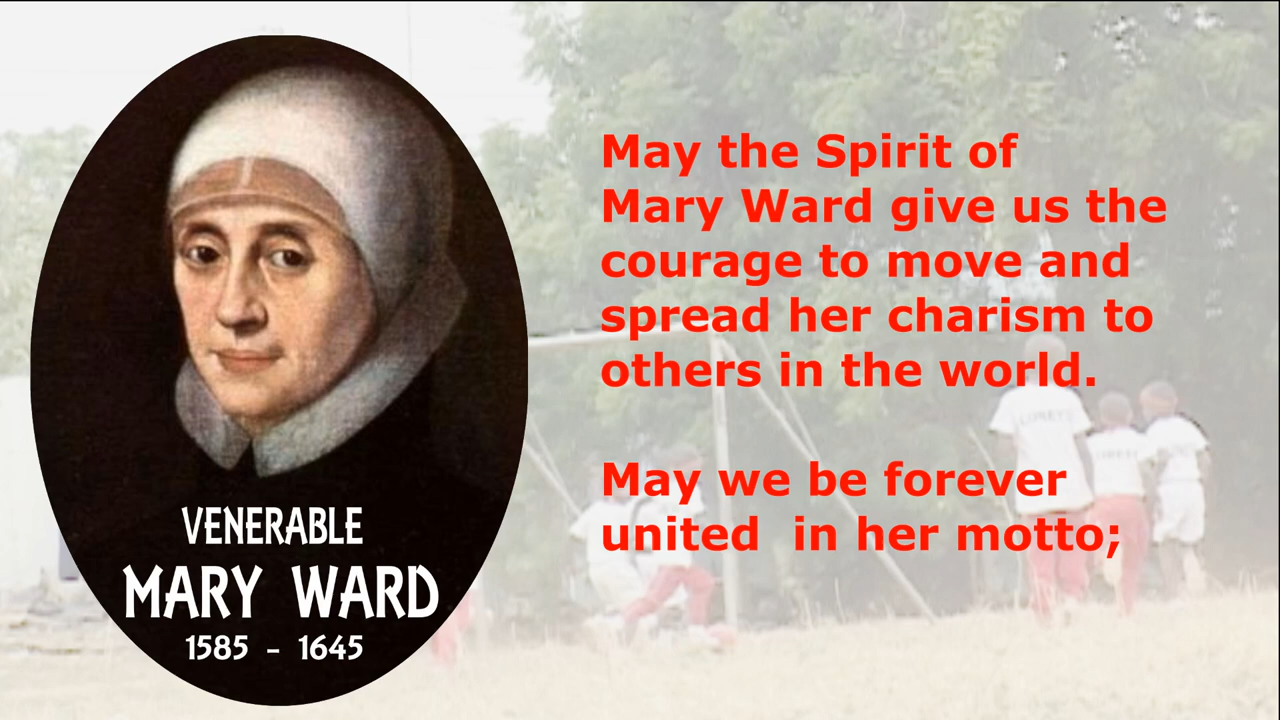 VENERABLE
MARY WARD
1585 - 1645
May the Spirit of
Mary Ward give us the
courage to move and
spread her charism to
others in the world.
May we be forever
united in her motto;